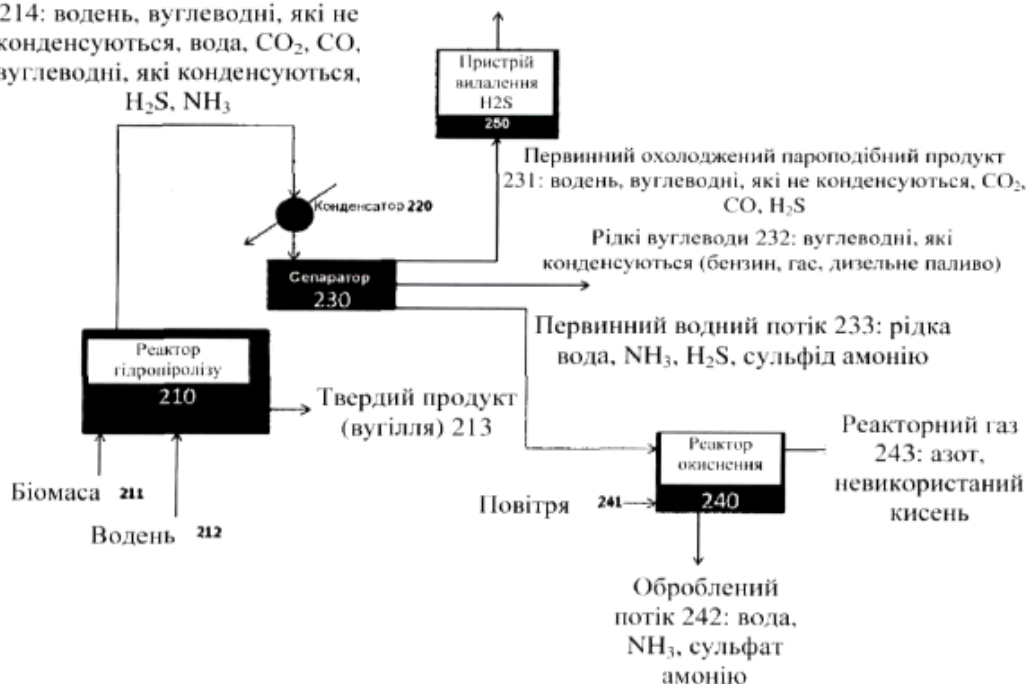 214: водень, вуглеводні, які не
конденсуються, вода, CO₂, CO,
вуглеводні, які конденсуються,
H₂S, NH₃
Пристрій
видалення
H2S
250
Первинний охолоджений пароподібний продукт
231: водень, вуглеводні, які не конденсуються, CO₂,
CO, H₂S
Конденсатор 220
Рідкі вуглеводи 232: вуглеводні, які
конденсуються (бензин, гас, дизельне паливо)
Сепаратор
230
Первинний водний потік 233: рідка
вода, NH₃, H₂S, сульфід амонію
Реактор
гідропіролізу
210
Твердий продукт
(вугілля) 213
Біомаса 211
Водень 212
Реактор
окиснення
240
Повітря 241
Реакторний газ
243: азот,
невикористаний
кисень
Оброблений
потік 242: вода,
NH₃, сульфат
амонію